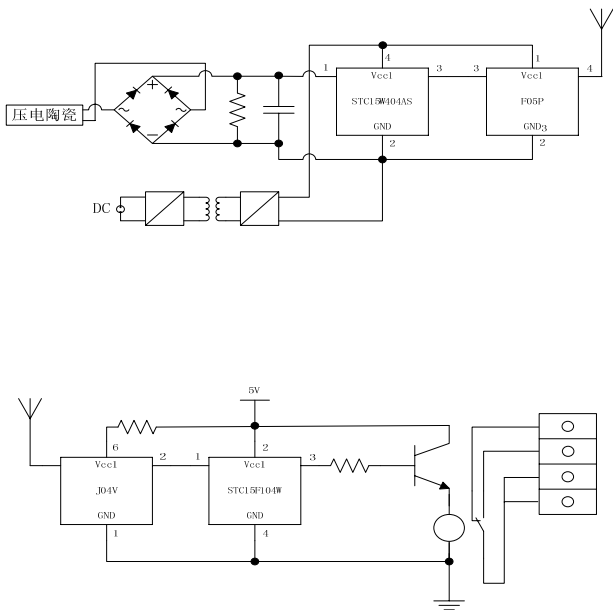 1 4 3 3 1 4
Vcc1 Vcc1
压电陶瓷 + ~ ~ − STC15W404AS F05P
GND GND3
2 2
DC
5V
6 2 1 2 3
Vcc1 Vcc1
J04V STC15F104W
GND GND
1 4